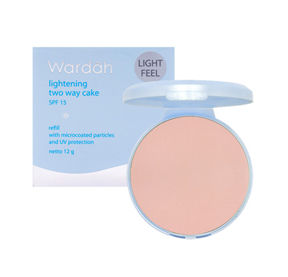 Wardah
LIGHT
FEEL
lightening
two way cake
SPF 15
refill
with microcoated particles
and UV protection
netto 12 g